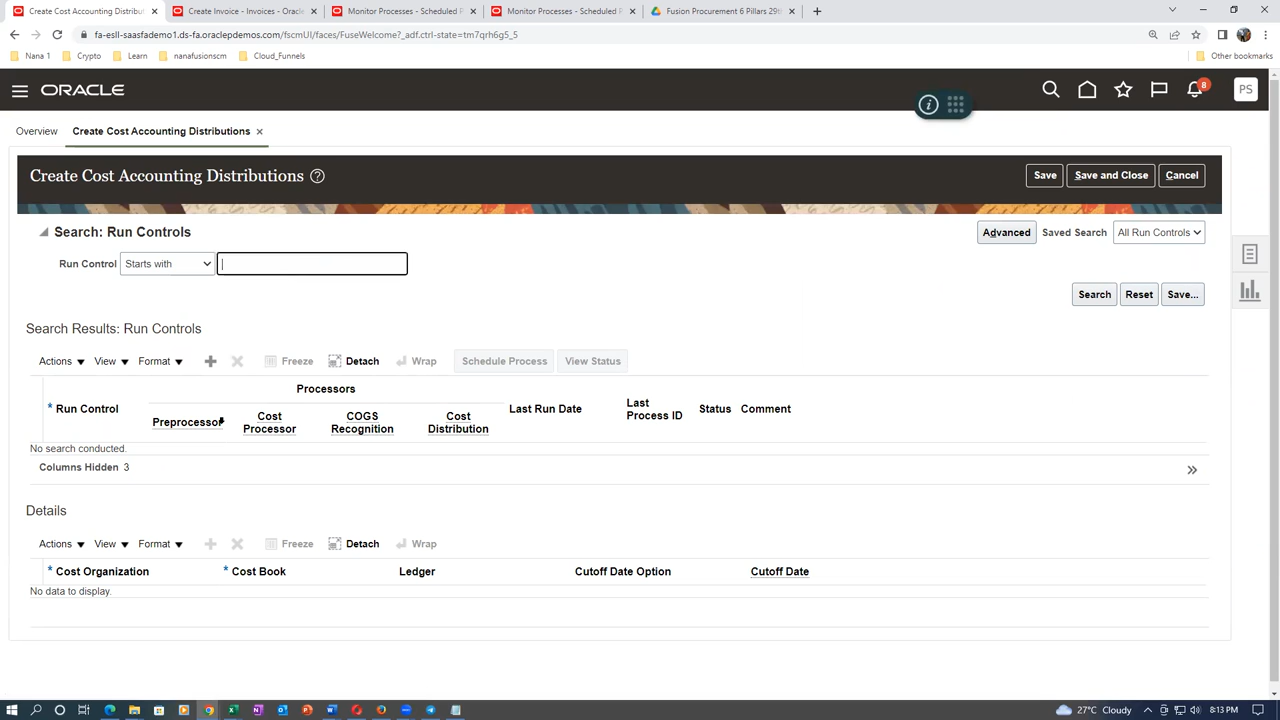 Create Cost Accounting Distribut
Create Invoice - Invoices - Oracle
Monitor Processes - Scheduled P
Monitor Processes - Scheduled P
Fusion Procurement 6 Pillars 29th
fa-esll-saasfademo1.ds-fa.oraclepdemos.com/fscmUI/faces/FuseWelcome?_adf.ctrl-state=tm7qrh6g5_5
Nana 1
Crypto
Learn
nanafusionscm
Cloud_Funnels
Other bookmarks
ORACLE
8
PS
Overview
Create Cost Accounting Distributions
Create Cost Accounting Distributions
Save
Save and Close
Cancel
Search: Run Controls
Advanced
Saved Search
All Run Controls
Run Control
Starts with
Search
Reset
Save...
Search Results: Run Controls
Actions
View
Format
Freeze
Detach
Wrap
Schedule Process
View Status
Processors
* Run Control
Preprocessor
Cost
Processor
COGS
Recognition
Cost
Distribution
Last Run Date
Last
Process ID
Status
Comment
No search conducted.
Columns Hidden 3
Details
Actions
View
Format
Freeze
Detach
Wrap
* Cost Organization
* Cost Book
Ledger
Cutoff Date Option
Cutoff Date
No data to display.
27°C Cloudy
8:13 PM